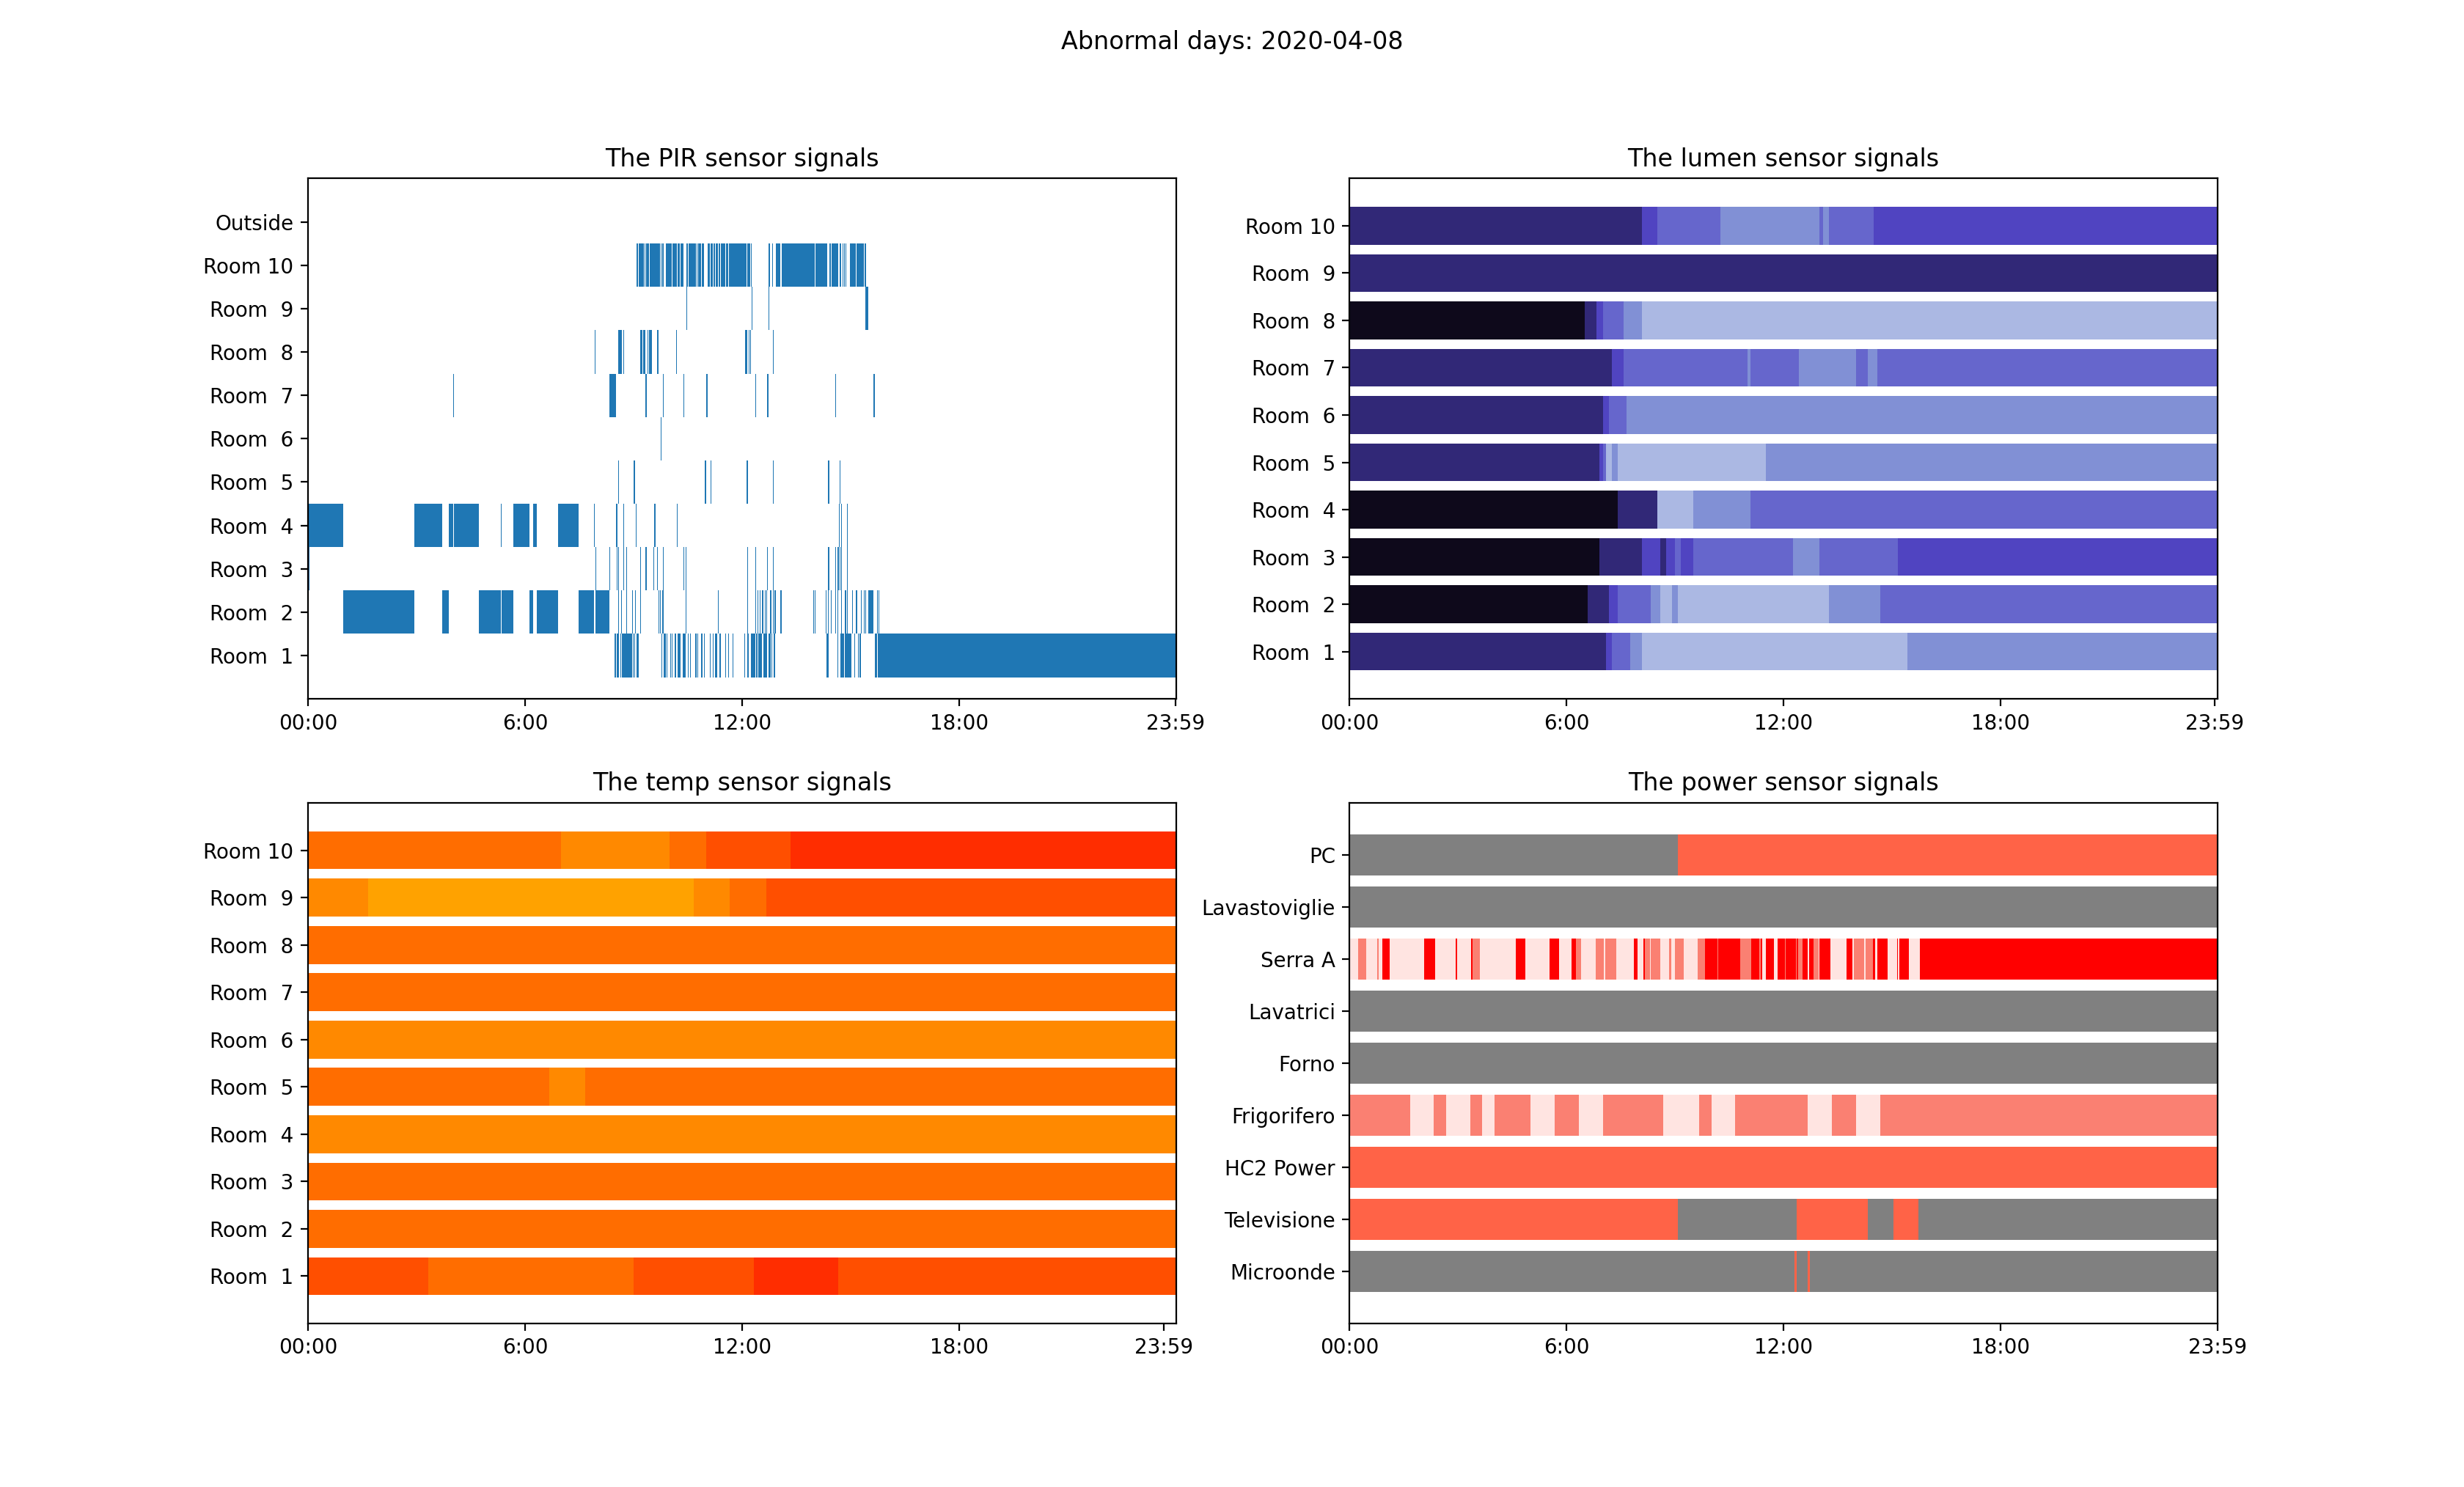 Abnormal days: 2020-04-08
The PIR sensor signals
Outside
Room 10
Room  9
Room  8
Room  7
Room  6
Room  5
Room  4
Room  3
Room  2
Room  1
00:00 6:00 12:00 18:00 23:59
The lumen sensor signals
Room 10
Room  9
Room  8
Room  7
Room  6
Room  5
Room  4
Room  3
Room  2
Room  1
00:00 6:00 12:00 18:00 23:59
The temp sensor signals
Room 10
Room  9
Room  8
Room  7
Room  6
Room  5
Room  4
Room  3
Room  2
Room  1
00:00 6:00 12:00 18:00 23:59
The power sensor signals
PC
Lavastoviglie
Serra A
Lavatrici
Forno
Frigorifero
HC2 Power
Televisione
Microonde
00:00 6:00 12:00 18:00 23:59